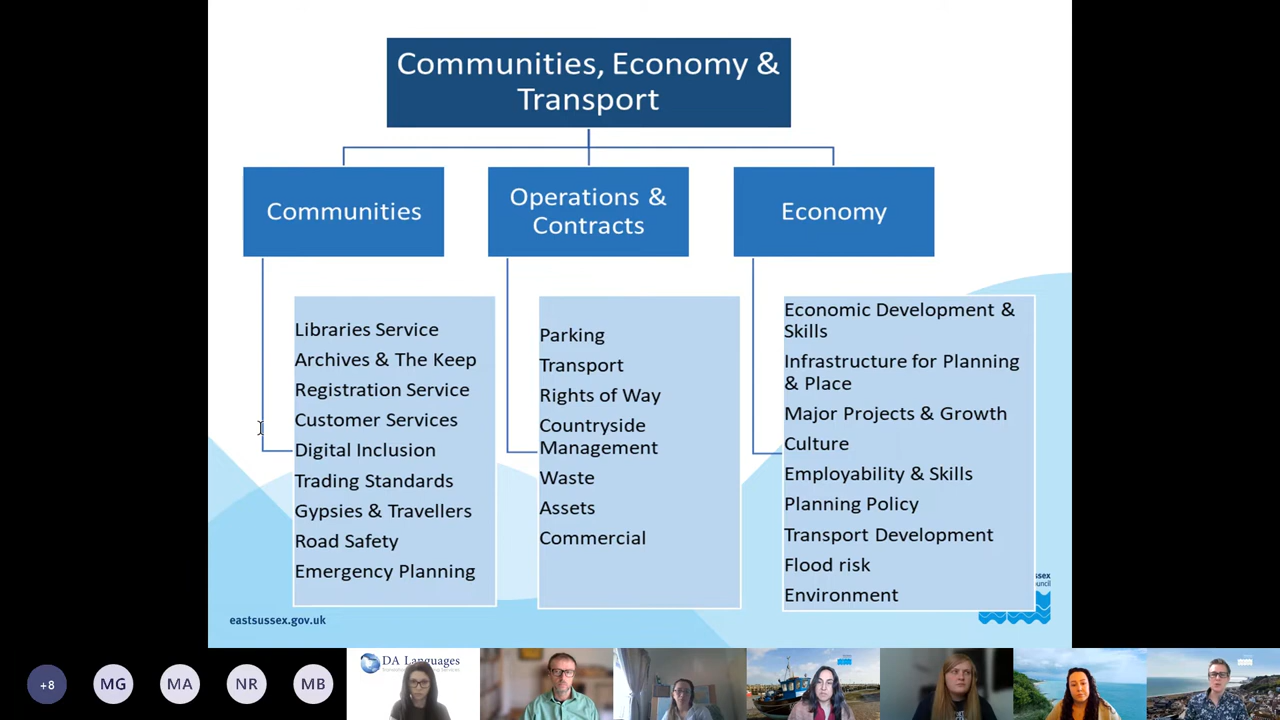 Communities, Economy &
Transport
Communities
Operations &
Contracts
Economy
Libraries Service
Archives & The Keep
Registration Service
Customer Services
Digital Inclusion
Trading Standards
Gypsies & Travellers
Road Safety
Emergency Planning
Parking
Transport
Rights of Way
Countryside
Management
Waste
Assets
Commercial
Economic Development &
Skills
Infrastructure for Planning
& Place
Major Projects & Growth
Culture
Employability & Skills
Planning Policy
Transport Development
Flood risk
Environment
eastsussex.gov.uk
+8
MG
MA
NR
MB
DA Languages